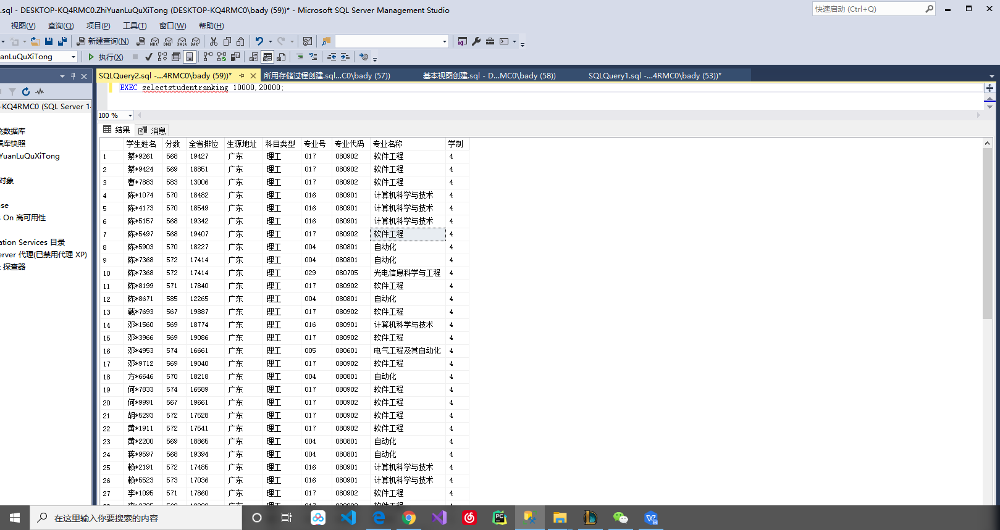 .sql - DESKTOP-KQ4RMC0.ZhiYuanLuQuXiTong (DESKTOP-KQ4RMC0\bady (59))* - Microsoft SQL Server Management Studio
快速启动 (Ctrl+Q)
视图(V) 查询(Q) 项目(P) 工具(T) 窗口(W) 帮助(H)
新建查询(N) MDX DMX XMLA DAX
anLuQuXiTong 执行(X)
SQLQuery2.sql -...4RMC0\bady (59))* 所用存储过程创建.sql...C0\bady (57)) 基本视图创建.sql - D...MC0\bady (58)) SQLQuery1.sql -...4RMC0\bady (53))*
EXEC selectstudentranking 10000,20000;
-KQ4RMC0 (SQL Server 1
统数据库
据库快照
YuanLuQuXiTong
对象
se
On 高可用性
ation Services 目录
erver 代理(已禁用代理 XP)
探查器
100 %
结果 消息
学生姓名 分数 全省排位 生源地址 科目类型 专业号 专业代码 专业名称 学制
1 蔡*9261 568 19427 广东 理工 017 080902 软件工程 4
2 蔡*9424 569 18851 广东 理工 017 080902 软件工程 4
3 曹*7883 583 13006 广东 理工 017 080902 软件工程 4
4 陈*1074 570 18482 广东 理工 016 080901 计算机科学与技术 4
5 陈*4173 570 18549 广东 理工 016 080901 计算机科学与技术 4
6 陈*5157 568 19342 广东 理工 016 080901 计算机科学与技术 4
7 陈*5497 568 19407 广东 理工 017 080902 软件工程 4
8 陈*5903 570 18227 广东 理工 004 080801 自动化 4
9 陈*7368 572 17414 广东 理工 004 080801 自动化 4
10 陈*7368 572 17414 广东 理工 029 080705 光电信息科学与工程 4
11 陈*8199 571 17840 广东 理工 017 080902 软件工程 4
12 陈*8671 585 12265 广东 理工 004 080801 自动化 4
13 戴*7693 567 19887 广东 理工 017 080902 软件工程 4
14 邓*1560 569 18774 广东 理工 016 080901 计算机科学与技术 4
15 邓*3966 569 19086 广东 理工 017 080902 软件工程 4
16 邓*4953 574 16661 广东 理工 005 080601 电气工程及其自动化 4
17 邓*9712 569 19040 广东 理工 017 080902 软件工程 4
18 方*6646 570 18218 广东 理工 004 080801 自动化 4
19 何*7833 574 16589 广东 理工 017 080902 软件工程 4
20 何*9991 567 19661 广东 理工 017 080902 软件工程 4
21 胡*5293 572 17528 广东 理工 017 080902 软件工程 4
22 黄*1911 572 17541 广东 理工 017 080902 软件工程 4
23 黄*2200 569 18865 广东 理工 004 080801 自动化 4
24 蒋*9597 568 19394 广东 理工 004 080801 自动化 4
25 赖*2191 572 17485 广东 理工 016 080901 计算机科学与技术 4
26 赖*5523 573 17036 广东 理工 016 080901 计算机科学与技术 4
27 李*1095 571 17860 广东 理工 017 080902 软件工程 4
在这里输入你要搜索的内容
PC